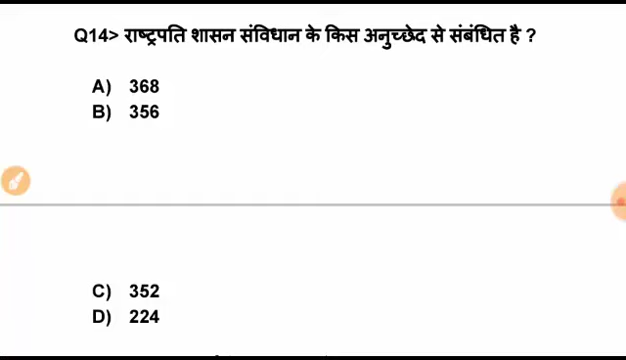 Q14> राष्ट्रपति शासन संविधान के किस अनुच्छेद से संबंधित है ?
A) 368
B) 356
C) 352
D) 224